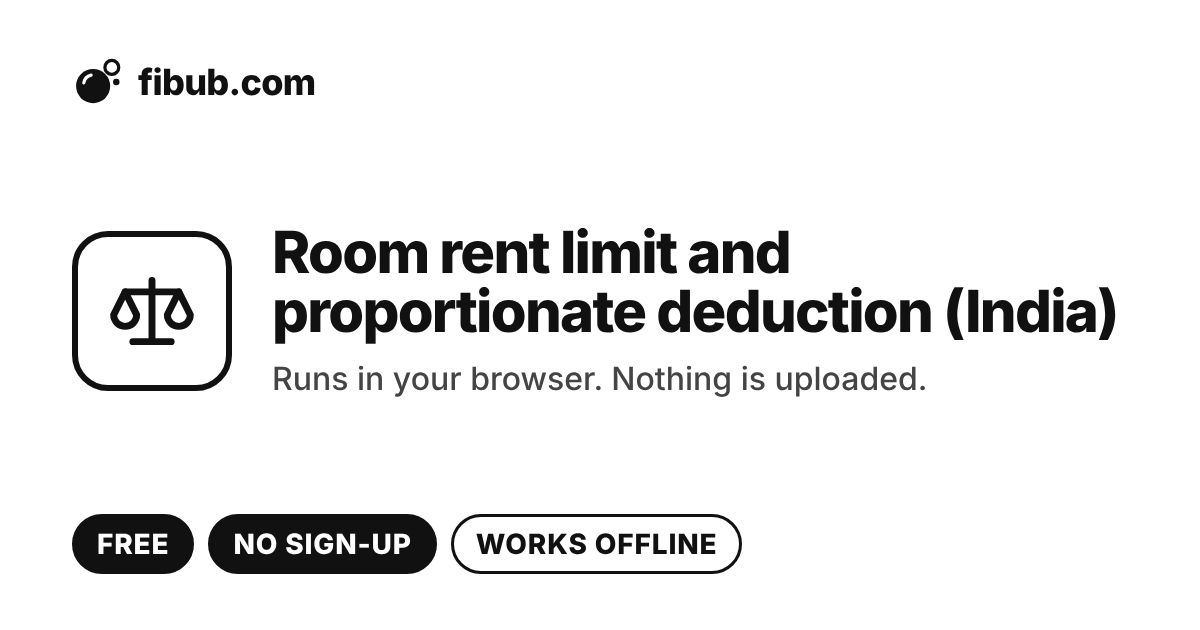 fibub.com
Room rent limit and
proportionate deduction (India)
Runs in your browser. Nothing is uploaded.
FREE
NO SIGN-UP
WORKS OFFLINE